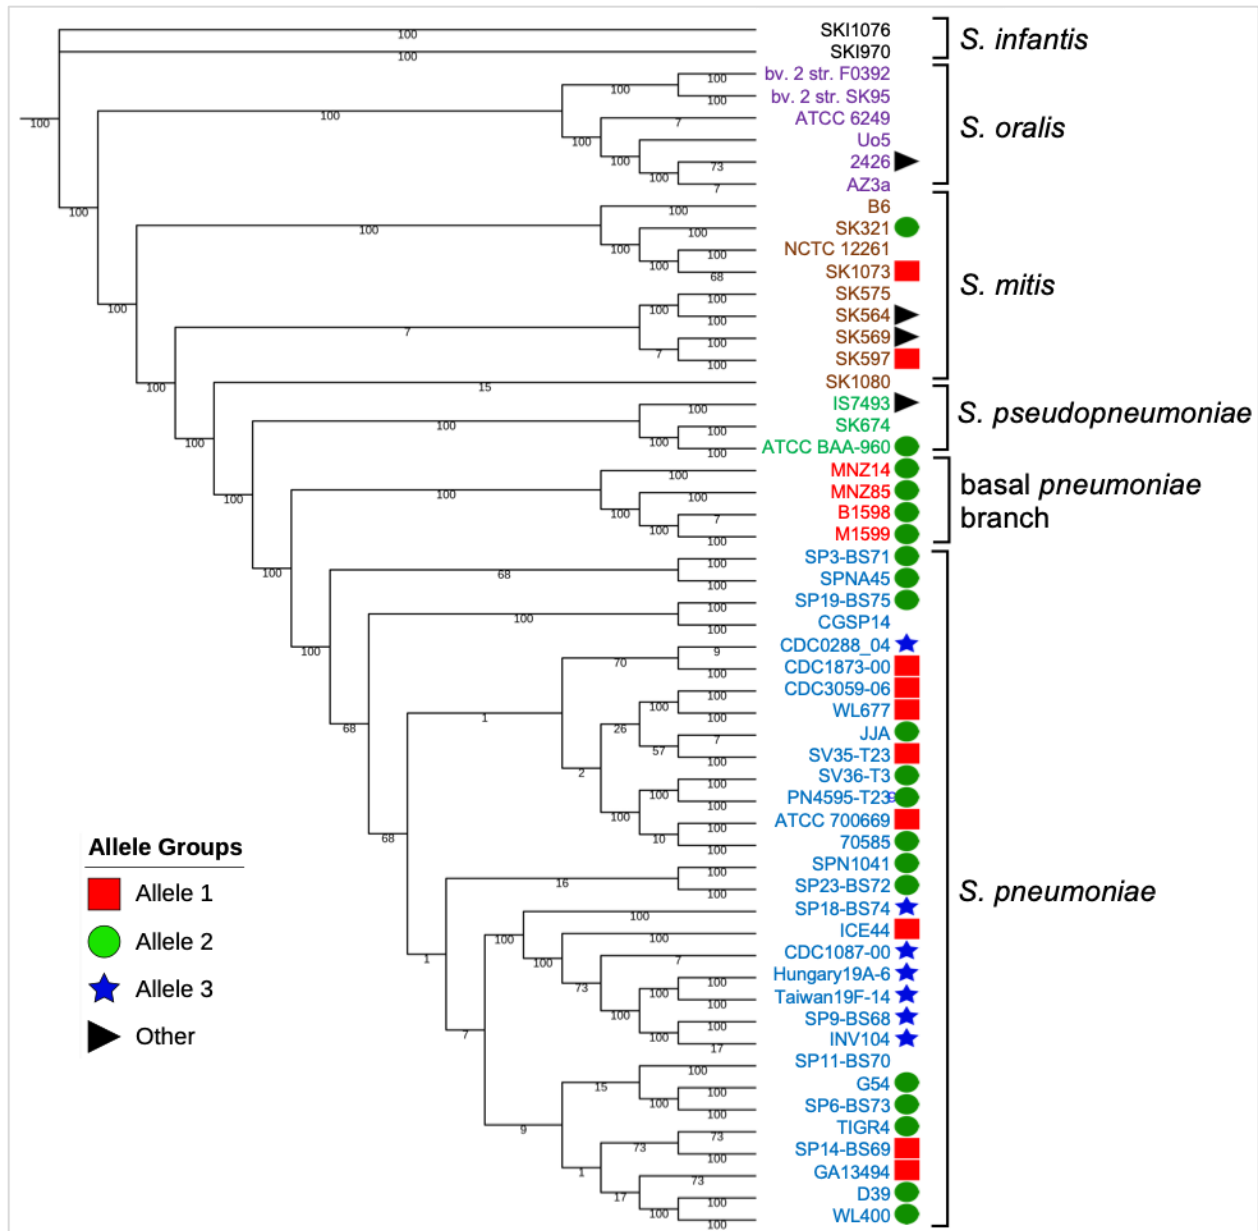 SKI1076
SKI970
S. infantis
bv. 2 str. F0392
bv. 2 str. SK95
ATCC 6249
Uo5
2426
AZ3a
S. oralis
B6
SK321
NCTC 12261
SK1073
SK575
SK564
SK569
SK597
SK1080
S. mitis
IS7493
SK674
ATCC BAA-960
S. pseudopneumoniae
MNZ14
MNZ85
B1598
M1599
basal pneumoniae
branch
SP3-BS71
SPNA45
SP19-BS75
CGSP14
CDC0288_04
CDC1873-00
CDC3059-06
WL677
JJA
SV35-T23
SV36-T3
PN4595-T23
ATCC 700669
70585
SPN1041
SP23-BS72
SP18-BS74
ICE44
CDC1087-00
Hungary19A-6
Taiwan19F-14
SP9-BS68
INV104
SP11-BS70
G54
SP6-BS73
TIGR4
SP14-BS69
GA13494
D39
WL400
S. pneumoniae
Allele Groups
Allele 1
Allele 2
Allele 3
Other
100
100
100
100
100
100
100
100
7
100
100
73
7
100
100
100
100
100
100
100
68
100
7
100
100
7
100
100
100
15
100
100
100
100
100
100
100
100
100
100
100
7
100
100
100
68
100
100
68
100
100
100
68
1
70
9
100
2
26
100
100
100
57
7
100
100
100
100
100
10
100
100
1
16
100
100
7
100
100
100
100
73
7
100
100
100
100
100
100
17
9
15
100
100
100
100
1
73
73
100
17
73
100
100
100